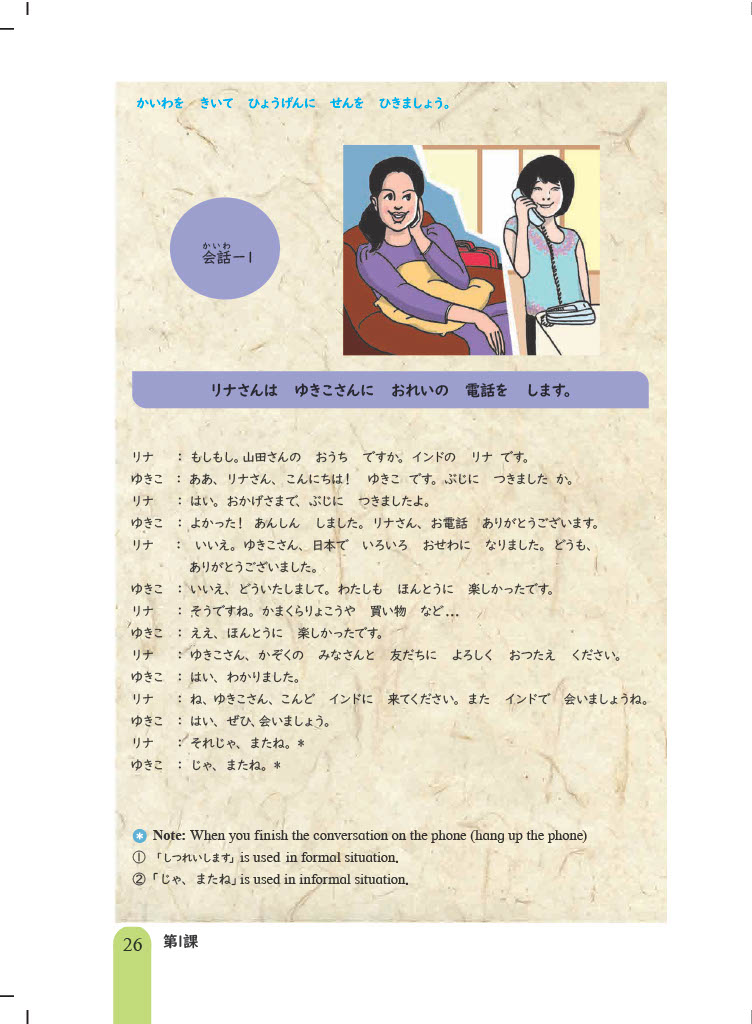 かいわを　きいて　ひょうげんに　せんを　ひきましょう。
かいわ
会話－1
リナさんは　ゆきこさんに　おれいの　電話を　します。
リナ　：もしもし。山田さんの　おうち　ですか。インドの　リナ　です。
ゆきこ　：ああ、リナさん、こんにちは！　ゆきこ　です。ぶじに　つきました　か。
リナ　：はい。おかげさまで、ぶじに　つきましたよ。
ゆきこ　：よかった！　あんしん　しました。リナさん、お電話　ありがとうございます。
リナ　：いいえ。ゆきこさん、日本で　いろいろ　おせわに　なりました。どうも、
ありがとうございました。
ゆきこ　：いいえ、どういたしまして。わたしも　ほんとうに　楽しかったです。
リナ　：そうですね。かまくらりょこうや　買い物　など...
ゆきこ　：ええ、ほんとうに　楽しかったです。
リナ　：ゆきこさん、かぞくの　みなさんと　友だちに　よろしく　おつたえ　ください。
ゆきこ　：はい、わかりました。
リナ　：ね、ゆきこさん、こんど　インドに　来てください。また　インドで　会いましょうね。
ゆきこ　：はい、ぜひ、会いましょう。
リナ　：それじゃ、またね。*
ゆきこ　：じゃ、またね。*
* Note: When you finish the conversation on the phone (hang up the phone)
① 「しつれいします」 is used in formal situation.
② 「じゃ、またね」 is used in informal situation.
26　第1課